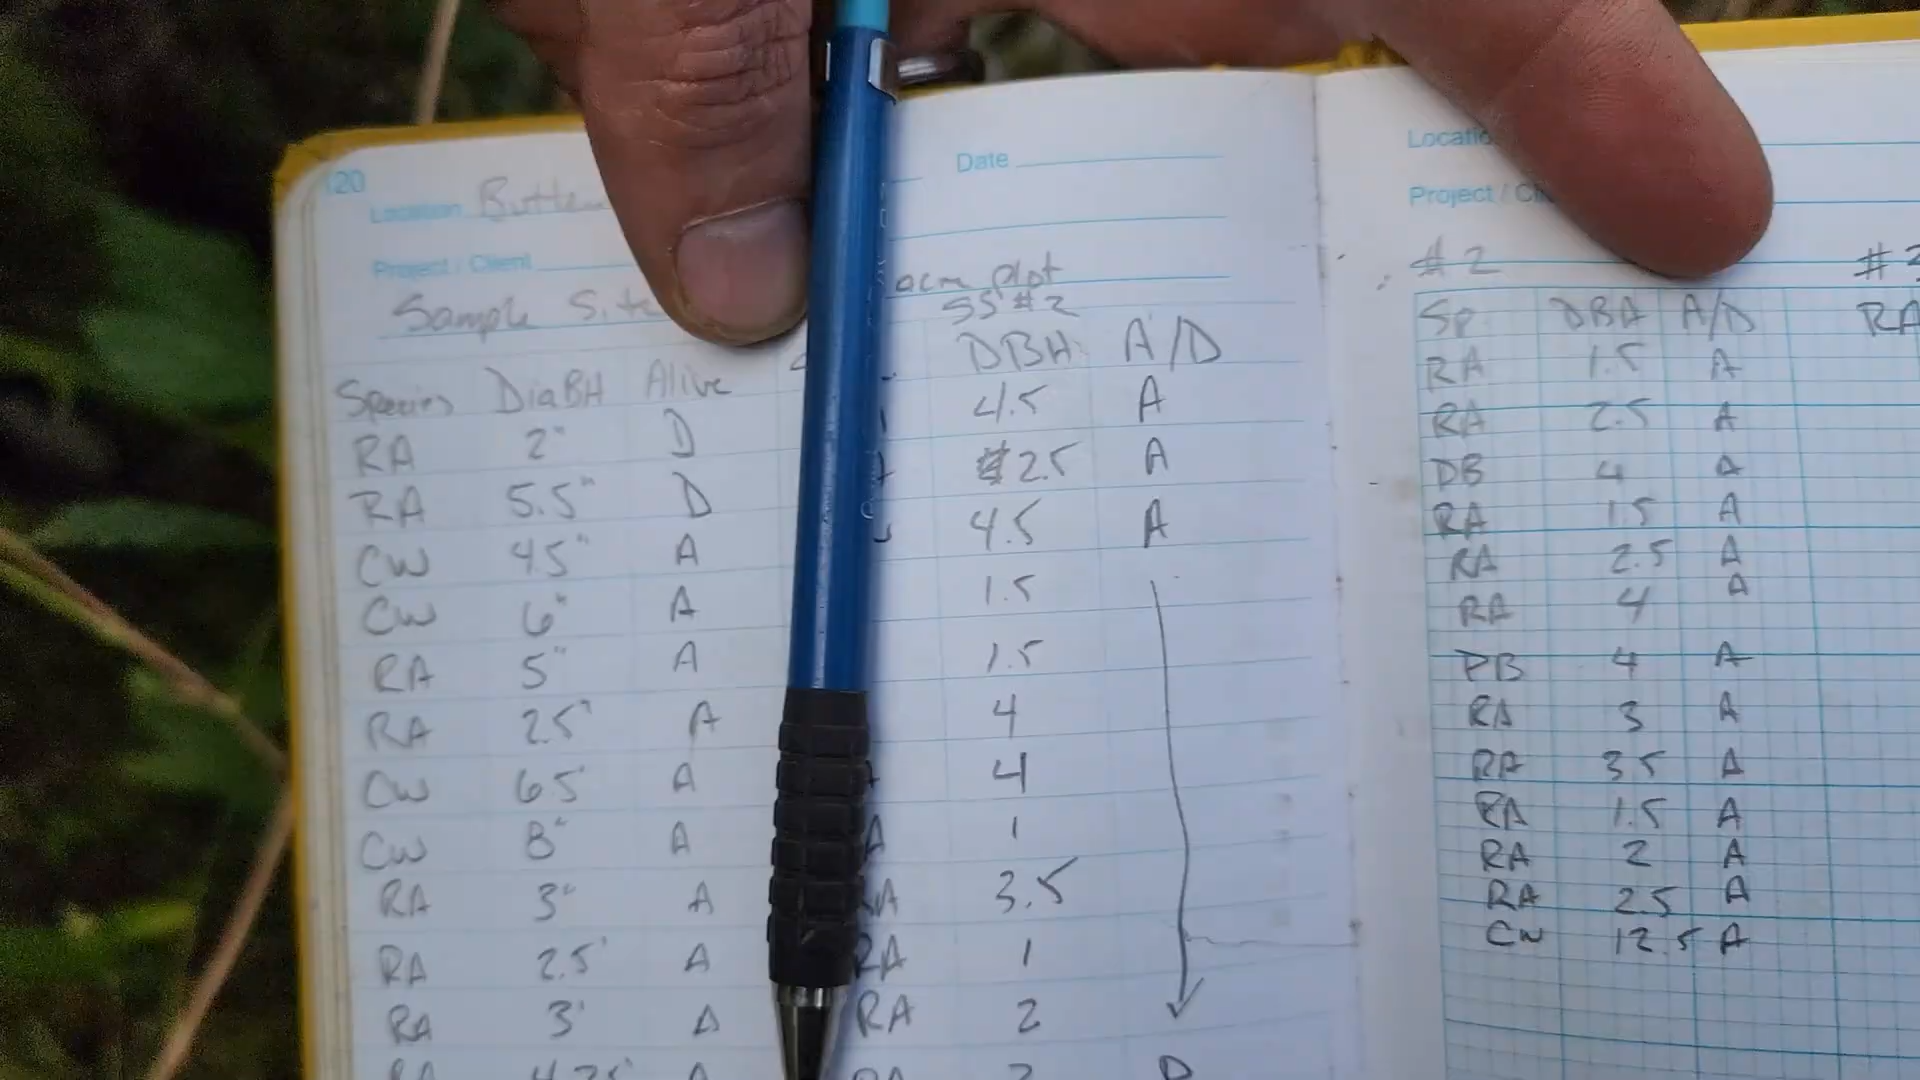 120
Location
Project / Client
Sample
Date
acre plot
SS #2
Species DiaBH Alive
RA 2" D
RA 5.5" D
CW 4.5" A
CW 6" A
RA 5" A
RA 2.5" A
CW 6.5" A
CW 8" A
RA 3" A
RA 2.5" A
RA 3" A
RA A
DBH A/D
4.5 A
2.5 A
4.5 A
1.5
1.5
4
4
A 1
RA 3.5
RA 1
RA 2
RA
Project /
#2
Sp DBA A/D
RA 1.5 A
RA 2.5 A
DB 4 A
RA 1.5 A
RA 2.5 A
RA 4 A
PB 4 A
RA 3 A
RA 3.5 A
RA 1.5 A
RA 2 A
RA 2.5 A
CW 12.5 A
RA